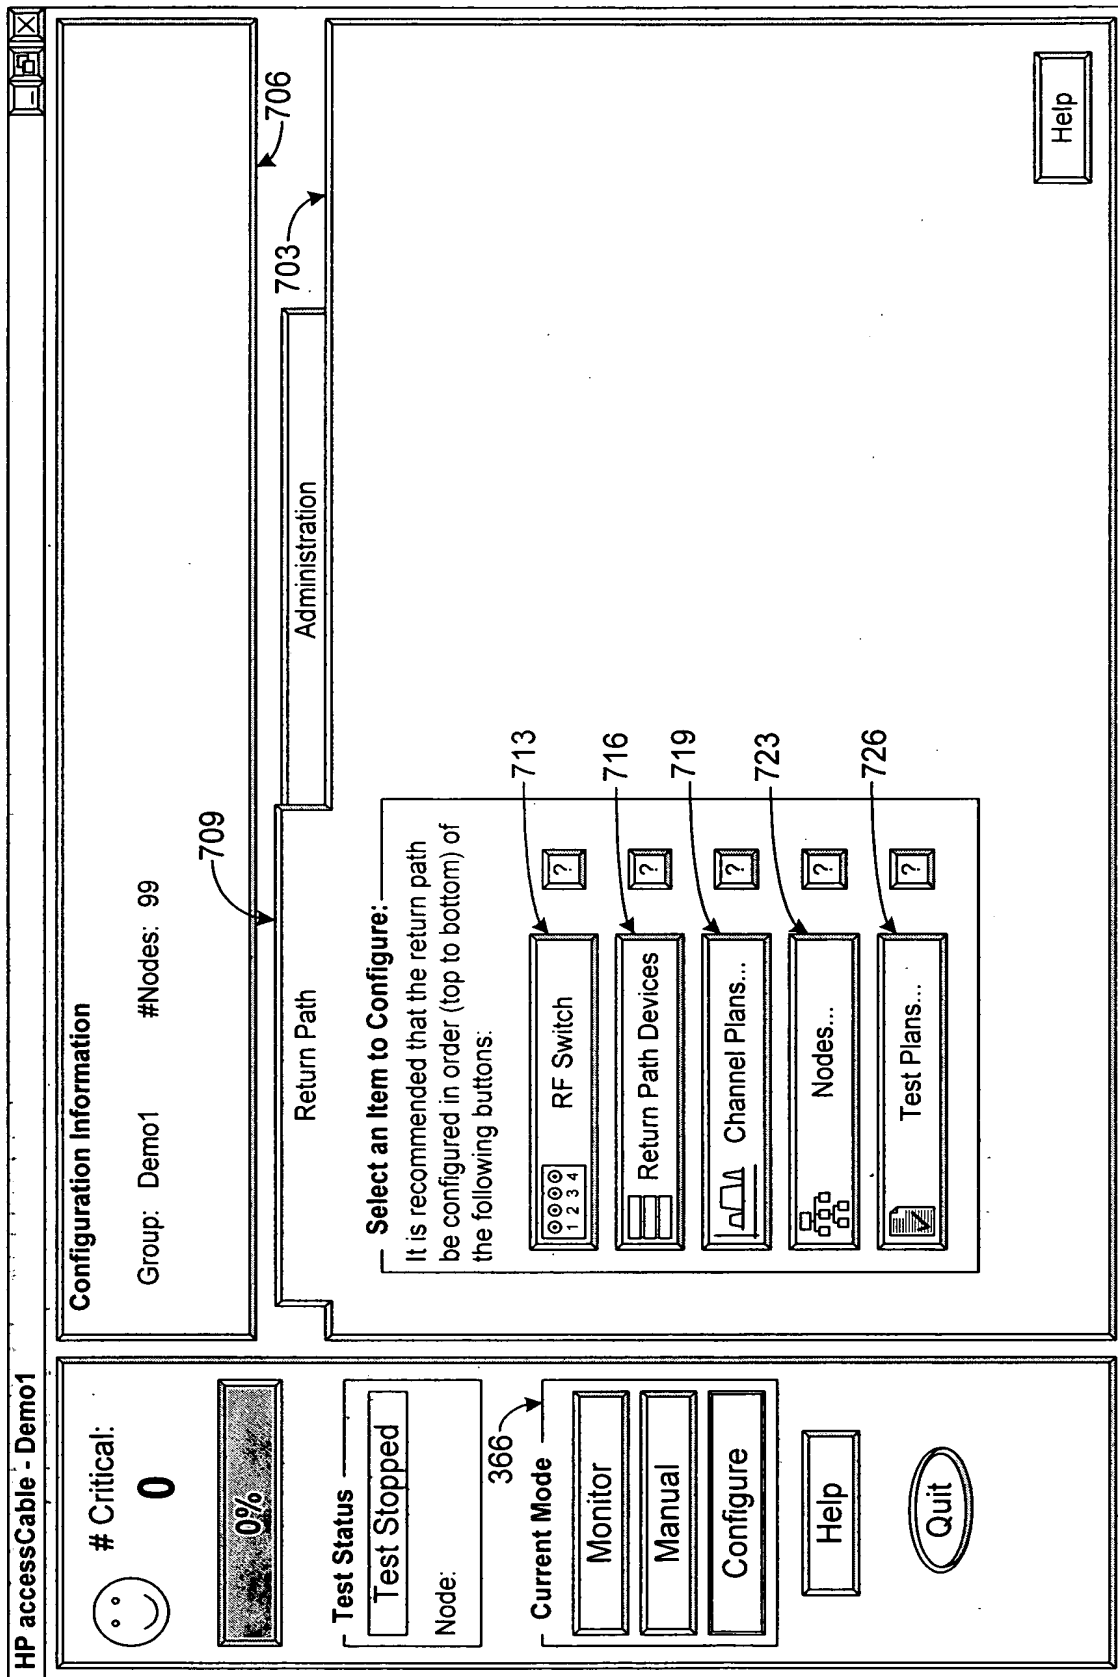 HP accessCable - Demo1
# Critical:
0
0%
Test Status
Test Stopped
Node:
366
Current Mode
Monitor
Manual
Configure
Help
Quit
Configuration Information
Group: Demo1 #Nodes: 99
706
709
703
Return Path
Administration
Select an Item to Configure:
It is recommended that the return path
be configured in order (top to bottom) of
the following buttons:
1 2 3 4 RF Switch ? 713
Return Path Devices ? 716
Channel Plans... ? 719
Nodes... ? 723
Test Plans... ? 726
Help